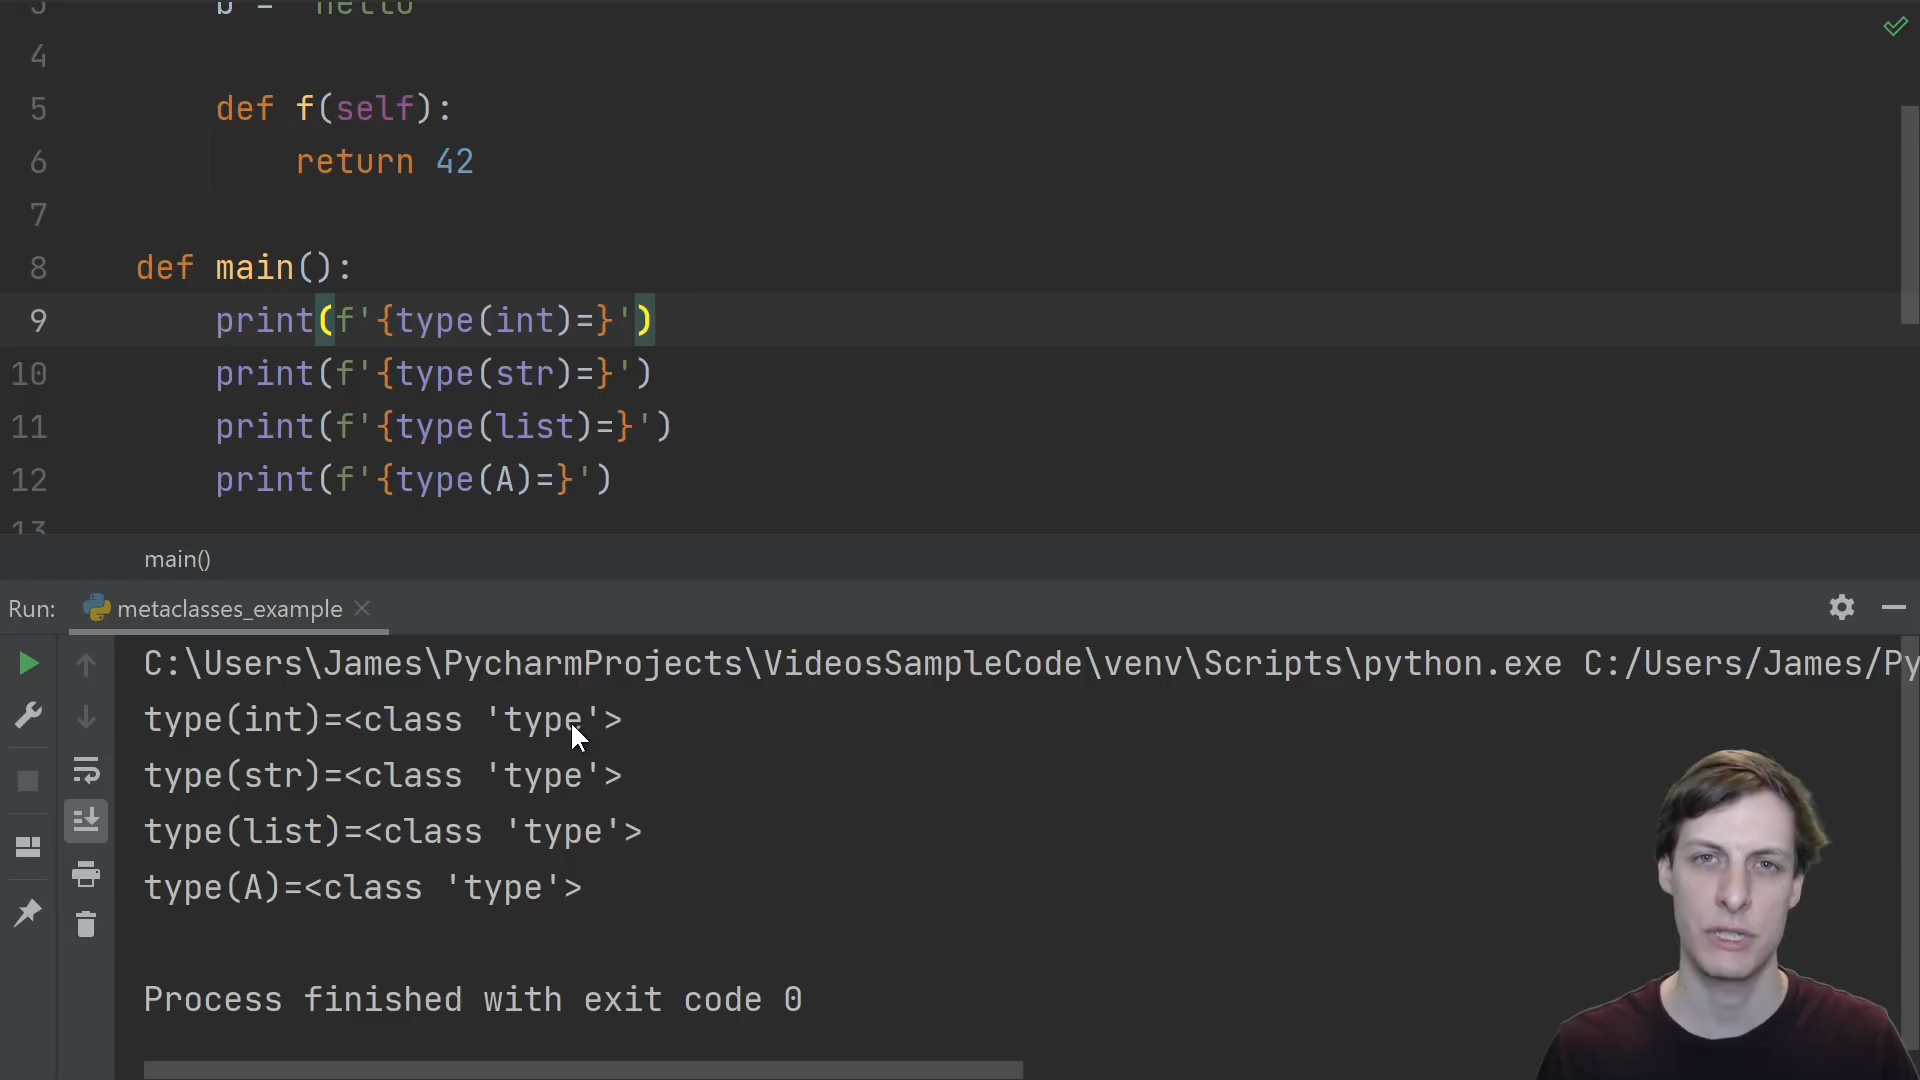 3 b = 'hello
4
5 def f(self):
6 return 42
7
8 def main():
9 print(f'{type(int)=}')
10 print(f'{type(str)=}')
11 print(f'{type(list)=}')
12 print(f'{type(A)=}')
13
main()
Run: metaclasses_example
C:\Users\James\PycharmProjects\VideosSampleCode\venv\Scripts\python.exe C:/Users/James/Py
type(int)=<class 'type'>
type(str)=<class 'type'>
type(list)=<class 'type'>
type(A)=<class 'type'>
Process finished with exit code 0